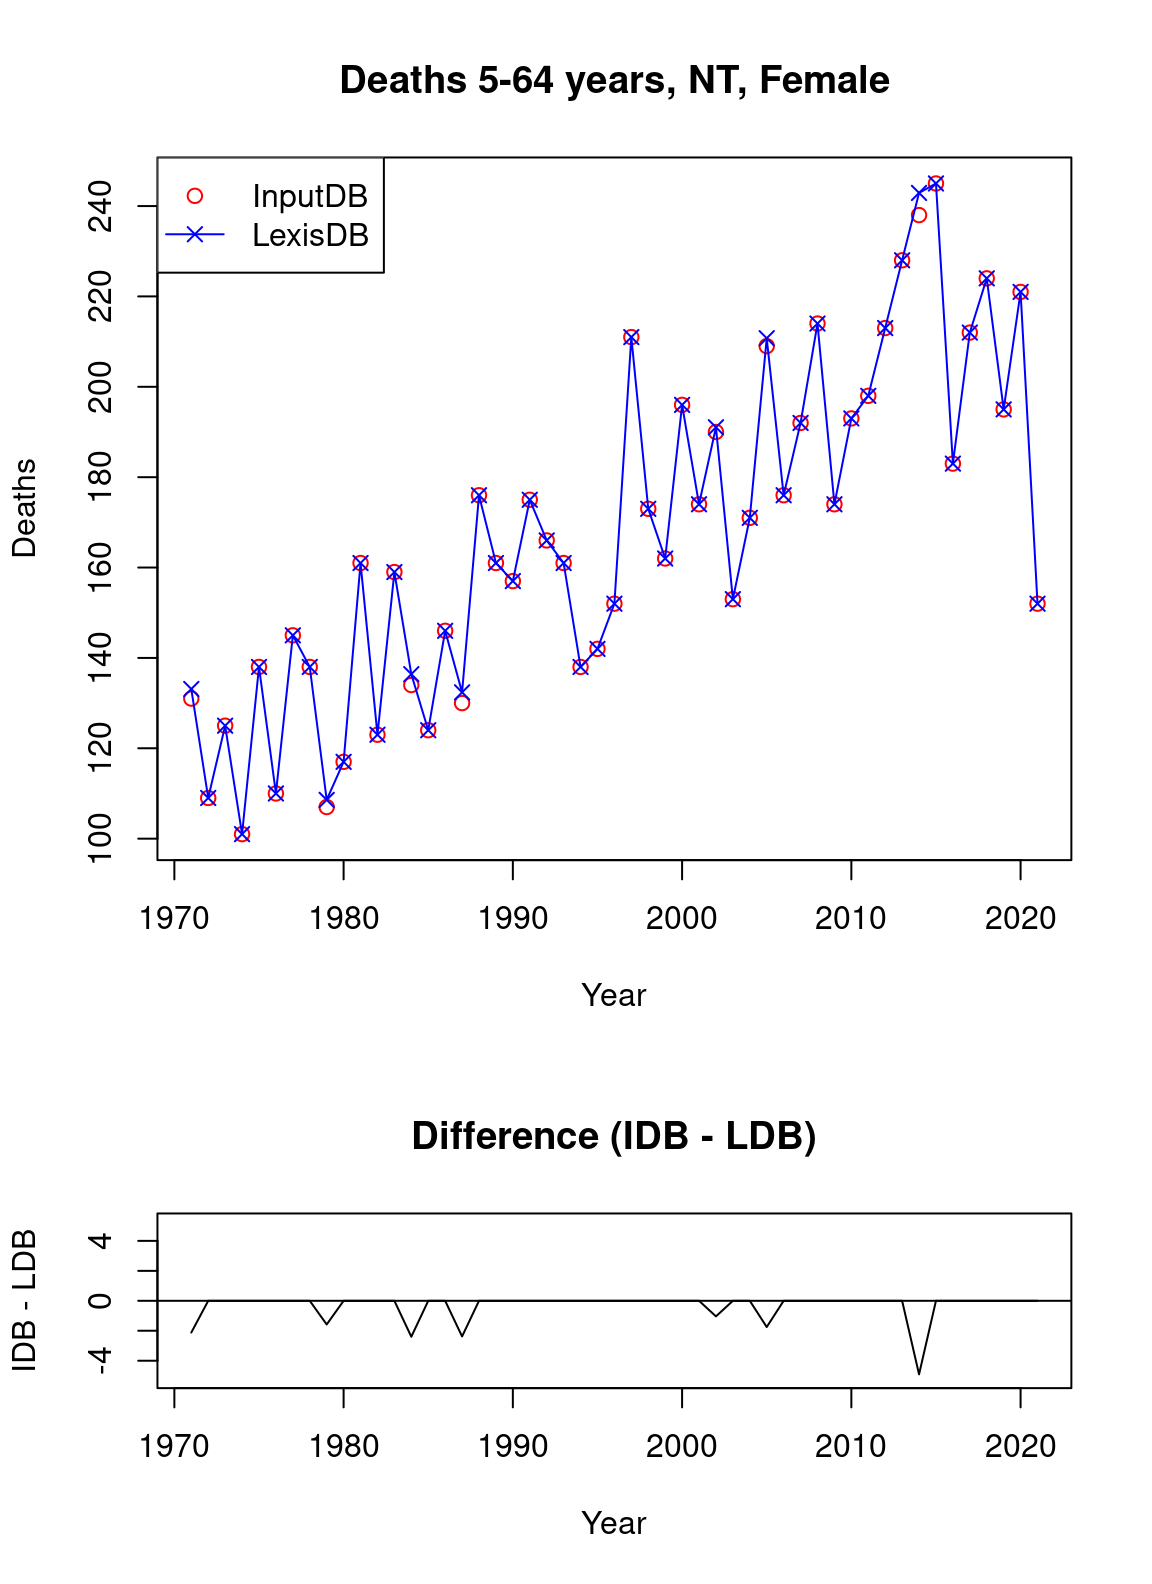 Deaths 5-64 years, NT, Female
InputDB
LexisDB
Deaths
240
220
200
180
160
140
120
100
1970 1980 1990 2000 2010 2020
Year
Difference (IDB - LDB)
IDB - LDB
4
0
-4
1970 1980 1990 2000 2010 2020
Year